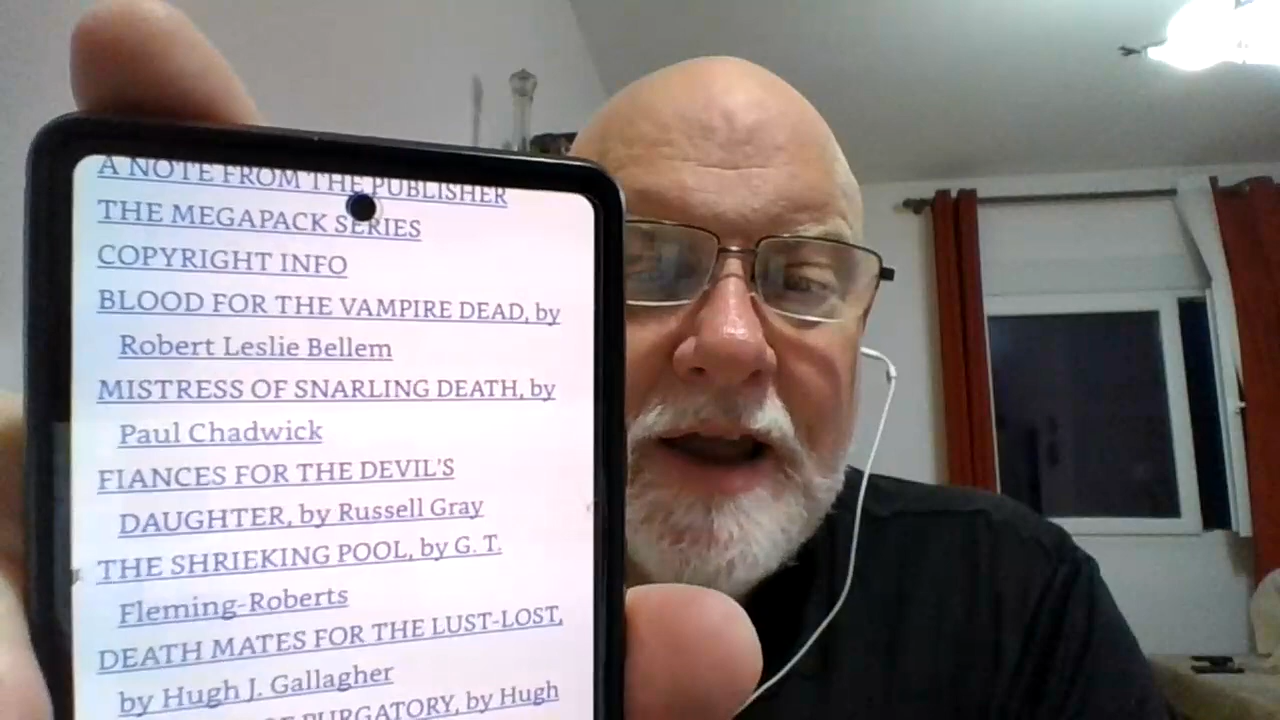 A NOTE FROM THE PUBLISHER
THE MEGAPACK SERIES
COPYRIGHT INFO
BLOOD FOR THE VAMPIRE DEAD, by
Robert Leslie Bellem
MISTRESS OF SNARLING DEATH, by
Paul Chadwick
FIANCES FOR THE DEVIL'S
DAUGHTER, by Russell Gray
THE SHRIEKING POOL, by G. T.
Fleming-Roberts
DEATH MATES FOR THE LUST-LOST,
by Hugh J. Gallagher
PURGATORY, by Hugh